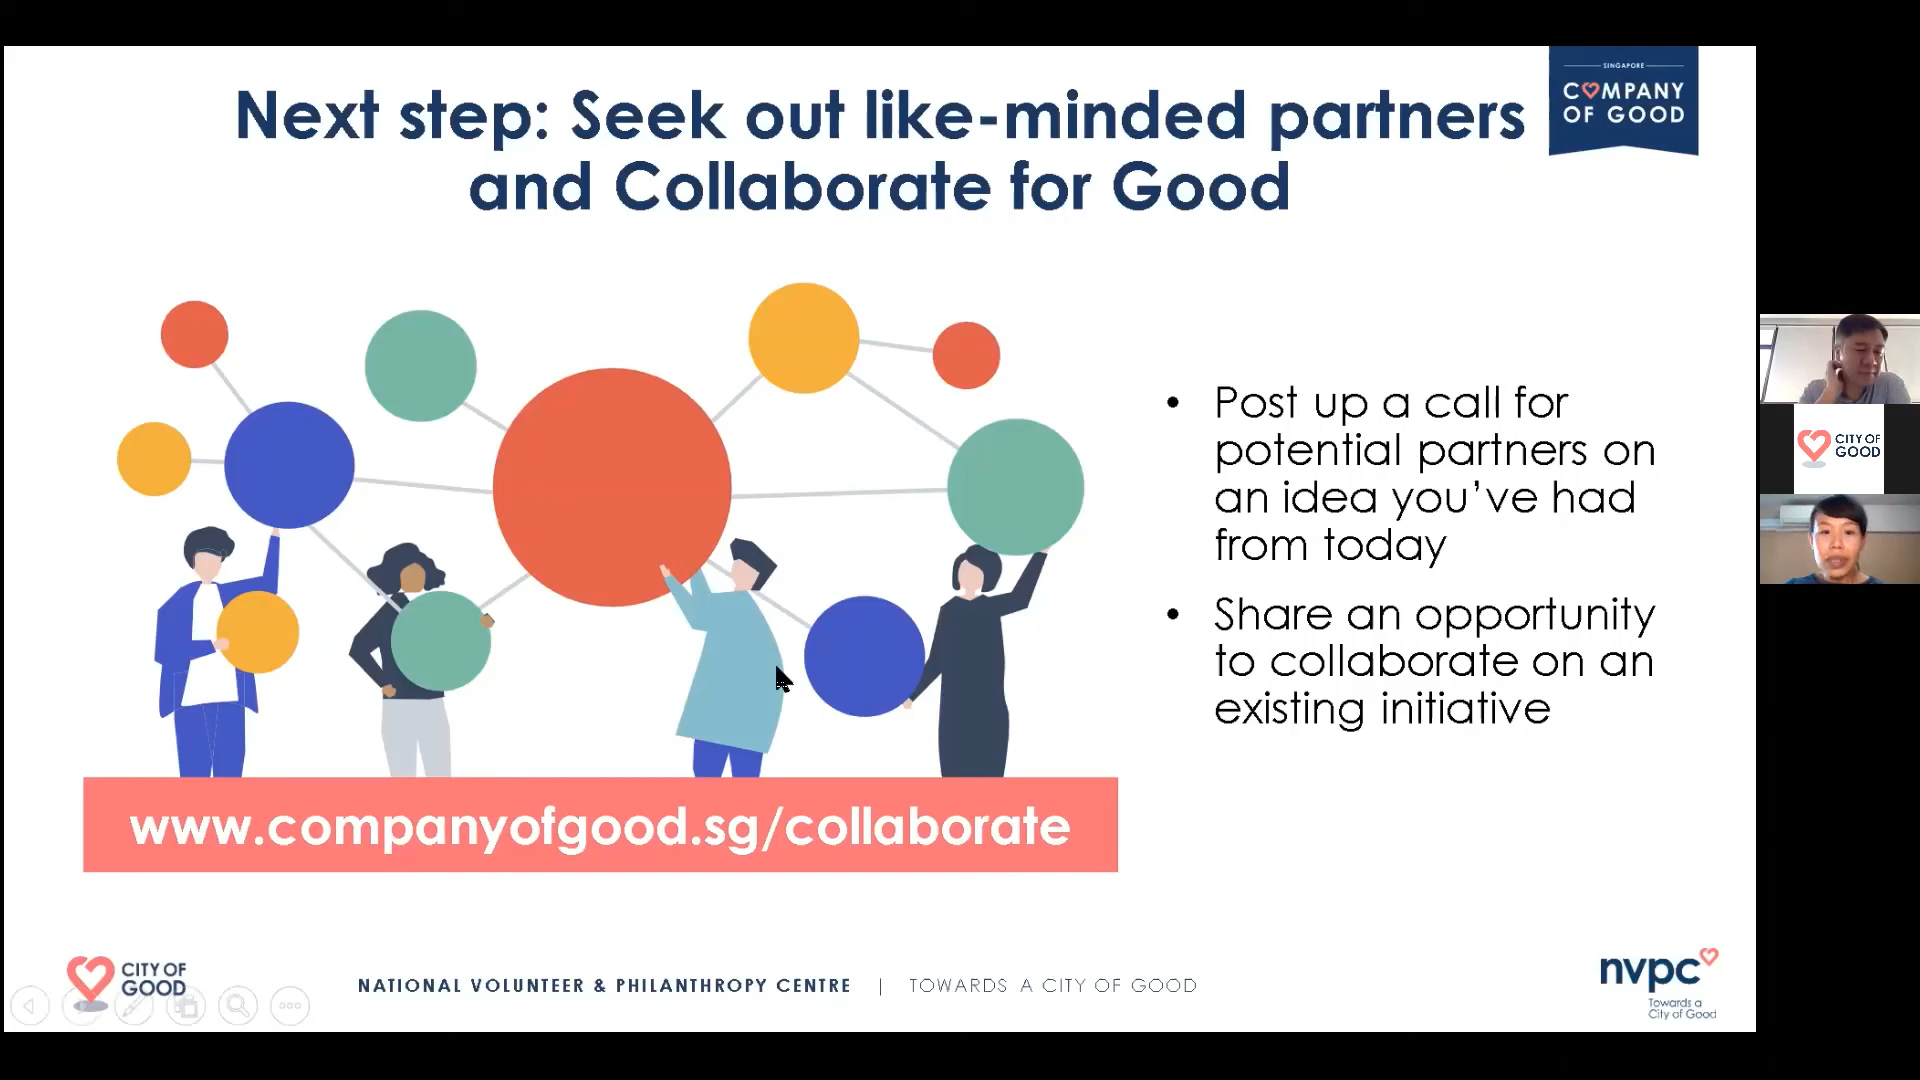 Next step: Seek out like-minded partners
and Collaborate for Good
SINGAPORE
COMPANY
OF GOOD
• Post up a call for
potential partners on
an idea you've had
from today
• Share an opportunity
to collaborate on an
existing initiative
CITY OF
GOOD
www.companyofgood.sg/collaborate
CITY OF
GOOD
NATIONAL VOLUNTEER & PHILANTHROPY CENTRE | TOWARDS A CITY OF GOOD
nvpc
Towards a
City of Good